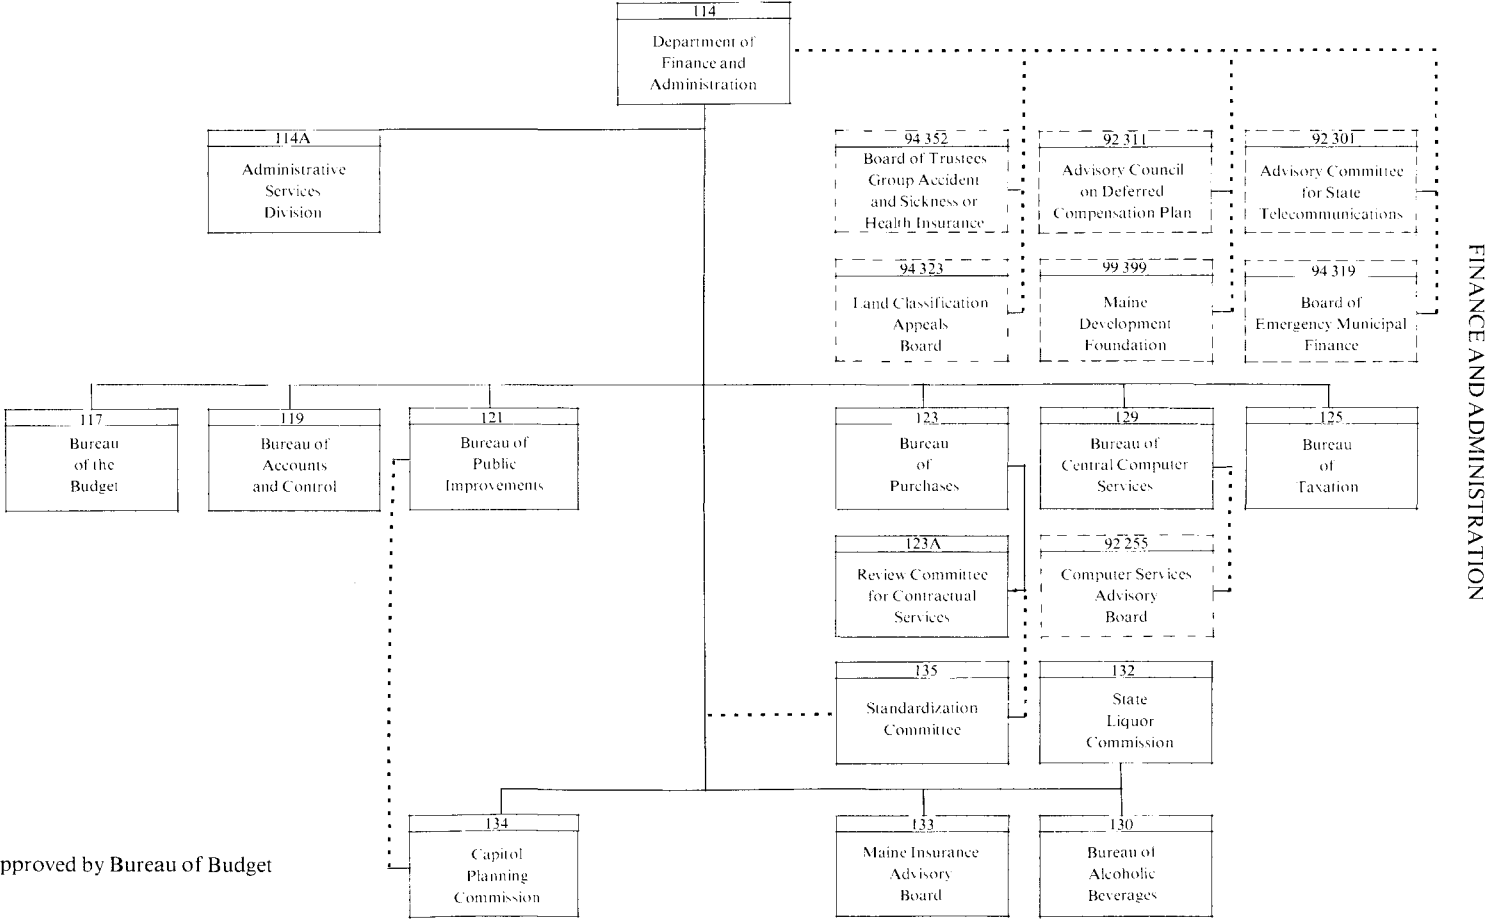 114
Department of
Finance and
Administration
114A
Administrative
Services
Division
94 352
Board of Trustees
Group Accident
and Sickness or
Health Insurance
92 311
Advisory Council
on Deferred
Compensation Plan
92 301
Advisory Committee
for State
Telecommunications
94 323
Land Classification
Appeals
Board
99 399
Maine
Development
Foundation
94 319
Board of
Emergency Municipal
Finance
FINANCE AND ADMINISTRATION
117
Bureau
of the
Budget
119
Bureau of
Accounts
and Control
121
Bureau of
Public
Improvements
123
Bureau
of
Purchases
129
Bureau of
Central Computer
Services
125
Bureau
of
Taxation
123A
Review Committee
for Contractual
Services
92 255
Computer Services
Advisory
Board
135
Standardization
Committee
132
State
Liquor
Commission
134
Capitol
Planning
Commission
133
Maine Insurance
Advisory
Board
130
Bureau of
Alcoholic
Beverages
pproved by Bureau of Budget